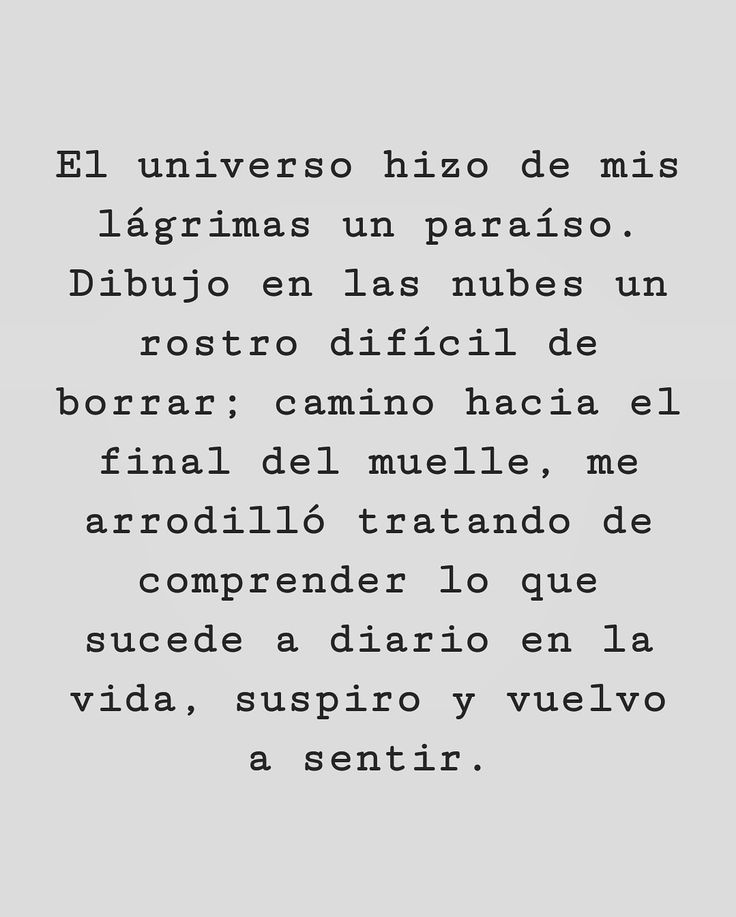 El universo hizo de mis
lágrimas un paraíso.
Dibujo en las nubes un
rostro difícil de
borrar; camino hacia el
final del muelle, me
arrodilló tratando de
comprender lo que
sucede a diario en la
vida, suspiro y vuelvo
a sentir.